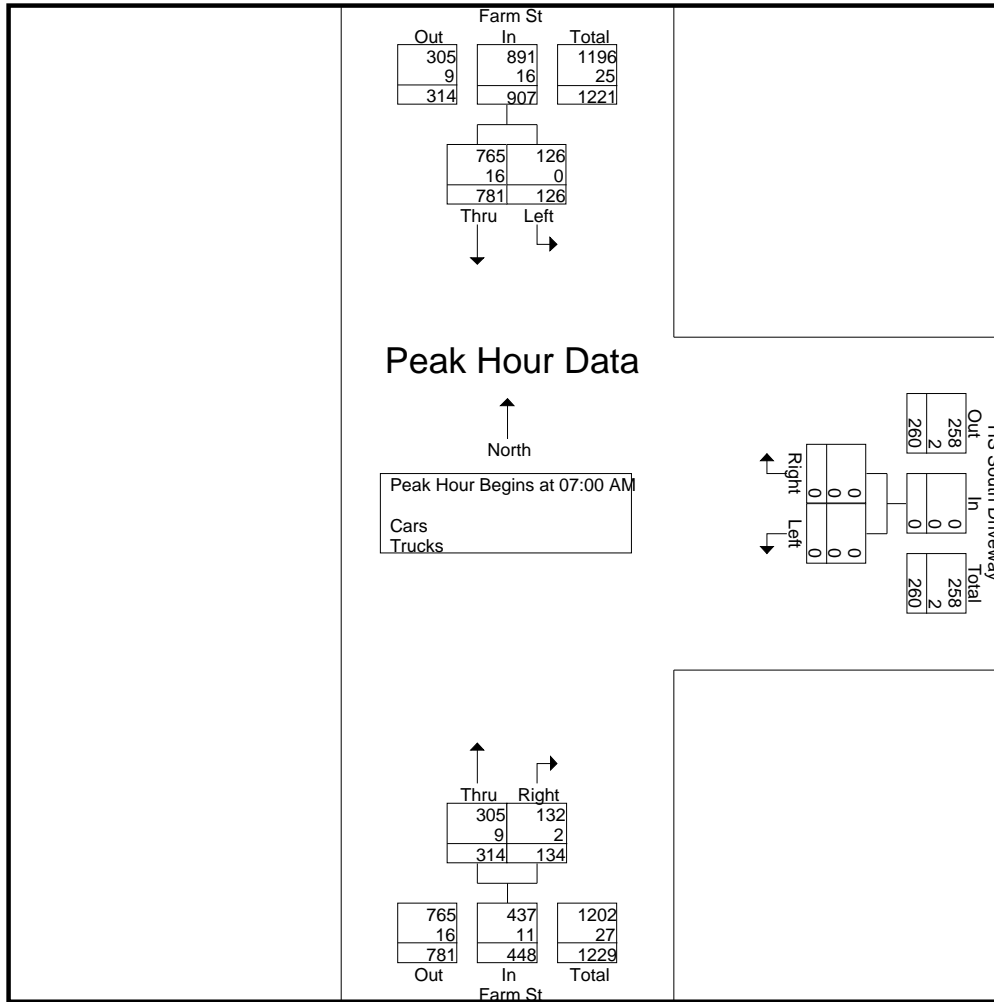 Farm St
Out In Total
305 891 1196
9 16 25
314 907 1221
765 126
16 0
781 126
Thru Left
Peak Hour Data
North
Peak Hour Begins at 07:00 AM
Cars
Trucks
South Driveway
Out In Total
258 0 258
2 0 2
260 0 260
Right Left
0 0
0 0
0 0
Thru Right
305 132
9 2
314 134
765 437 1202
16 11 27
781 448 1229
Out In Total
Farm St